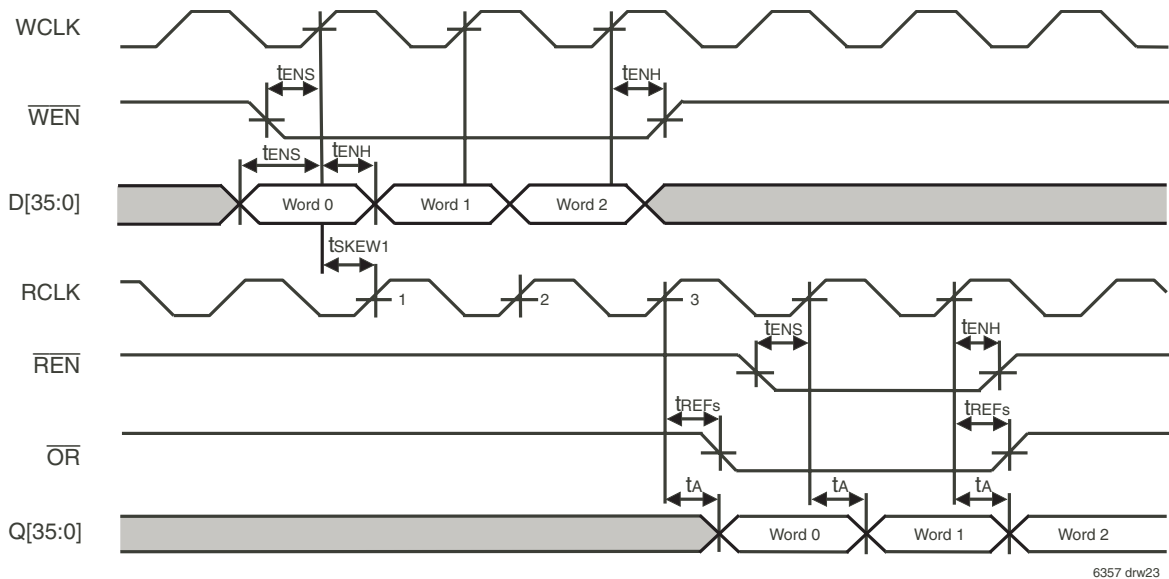 WCLK
tENS
tENH
WEN
tENS
tENH
D[35:0]
Word 0
Word 1
Word 2
tSKEW1
RCLK
1
2
3
tENS
tENH
REN
tREFs
tREFs
OR
tA
tA
tA
Q[35:0]
Word 0
Word 1
Word 2
6357 drw23